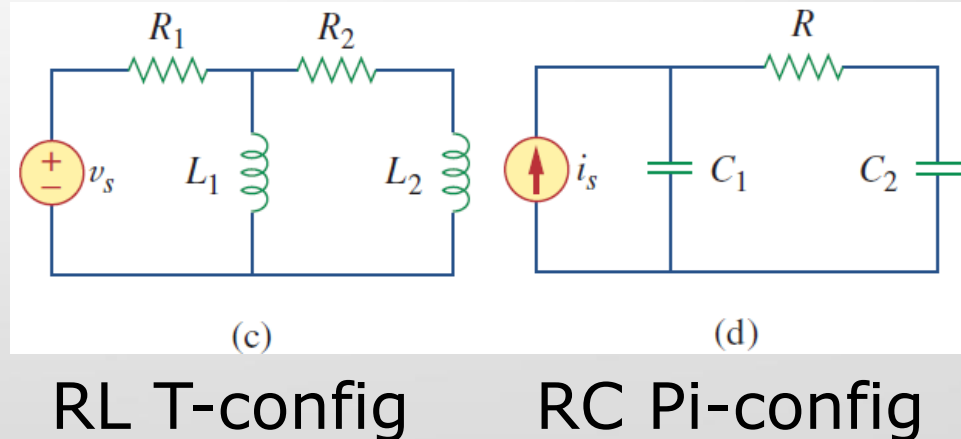 R₁ R₂ R
+ − vₛ L₁ L₂ iₛ C₁ C₂
(c) (d)
RL T-config RC Pi-config